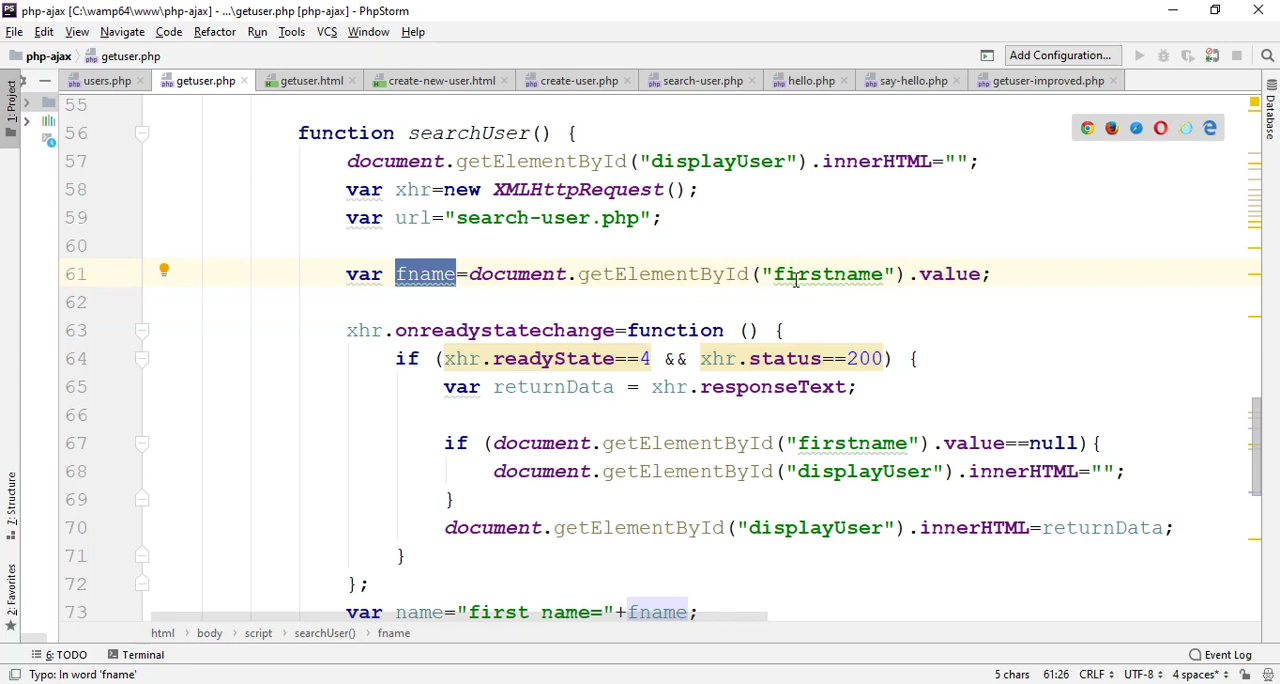 php-ajax [C:\wamp64\www\php-ajax] - ...\getuser.php [php-ajax] - PhpStorm
File Edit View Navigate Code Refactor Run Tools VCS Window Help
php-ajax getuser.php Add Configuration...
1: Project
users.php getuser.php getuser.html create-new-user.html create-user.php search-user.php hello.php say-hello.php getuser-improved.php
Database
55
56 function searchUser() {
57 document.getElementById("displayUser").innerHTML="";
58 var xhr=new XMLHttpRequest();
59 var url="search-user.php";
60
61 var fname=document.getElementById("firstname").value;
62
63 xhr.onreadystatechange=function () {
64 if (xhr.readyState==4 && xhr.status==200) {
65 var returnData = xhr.responseText;
66
67 if (document.getElementById("firstname").value==null){
68 document.getElementById("displayUser").innerHTML="";
69 }
70 document.getElementById("displayUser").innerHTML=returnData;
71 }
72 };
73 var name="first name="+fname;
7: Structure
2: Favorites
html body script searchUser() fname
6: TODO Terminal Event Log
Typo: In word 'fname' 5 chars 61:26 CRLF UTF-8 4 spaces*